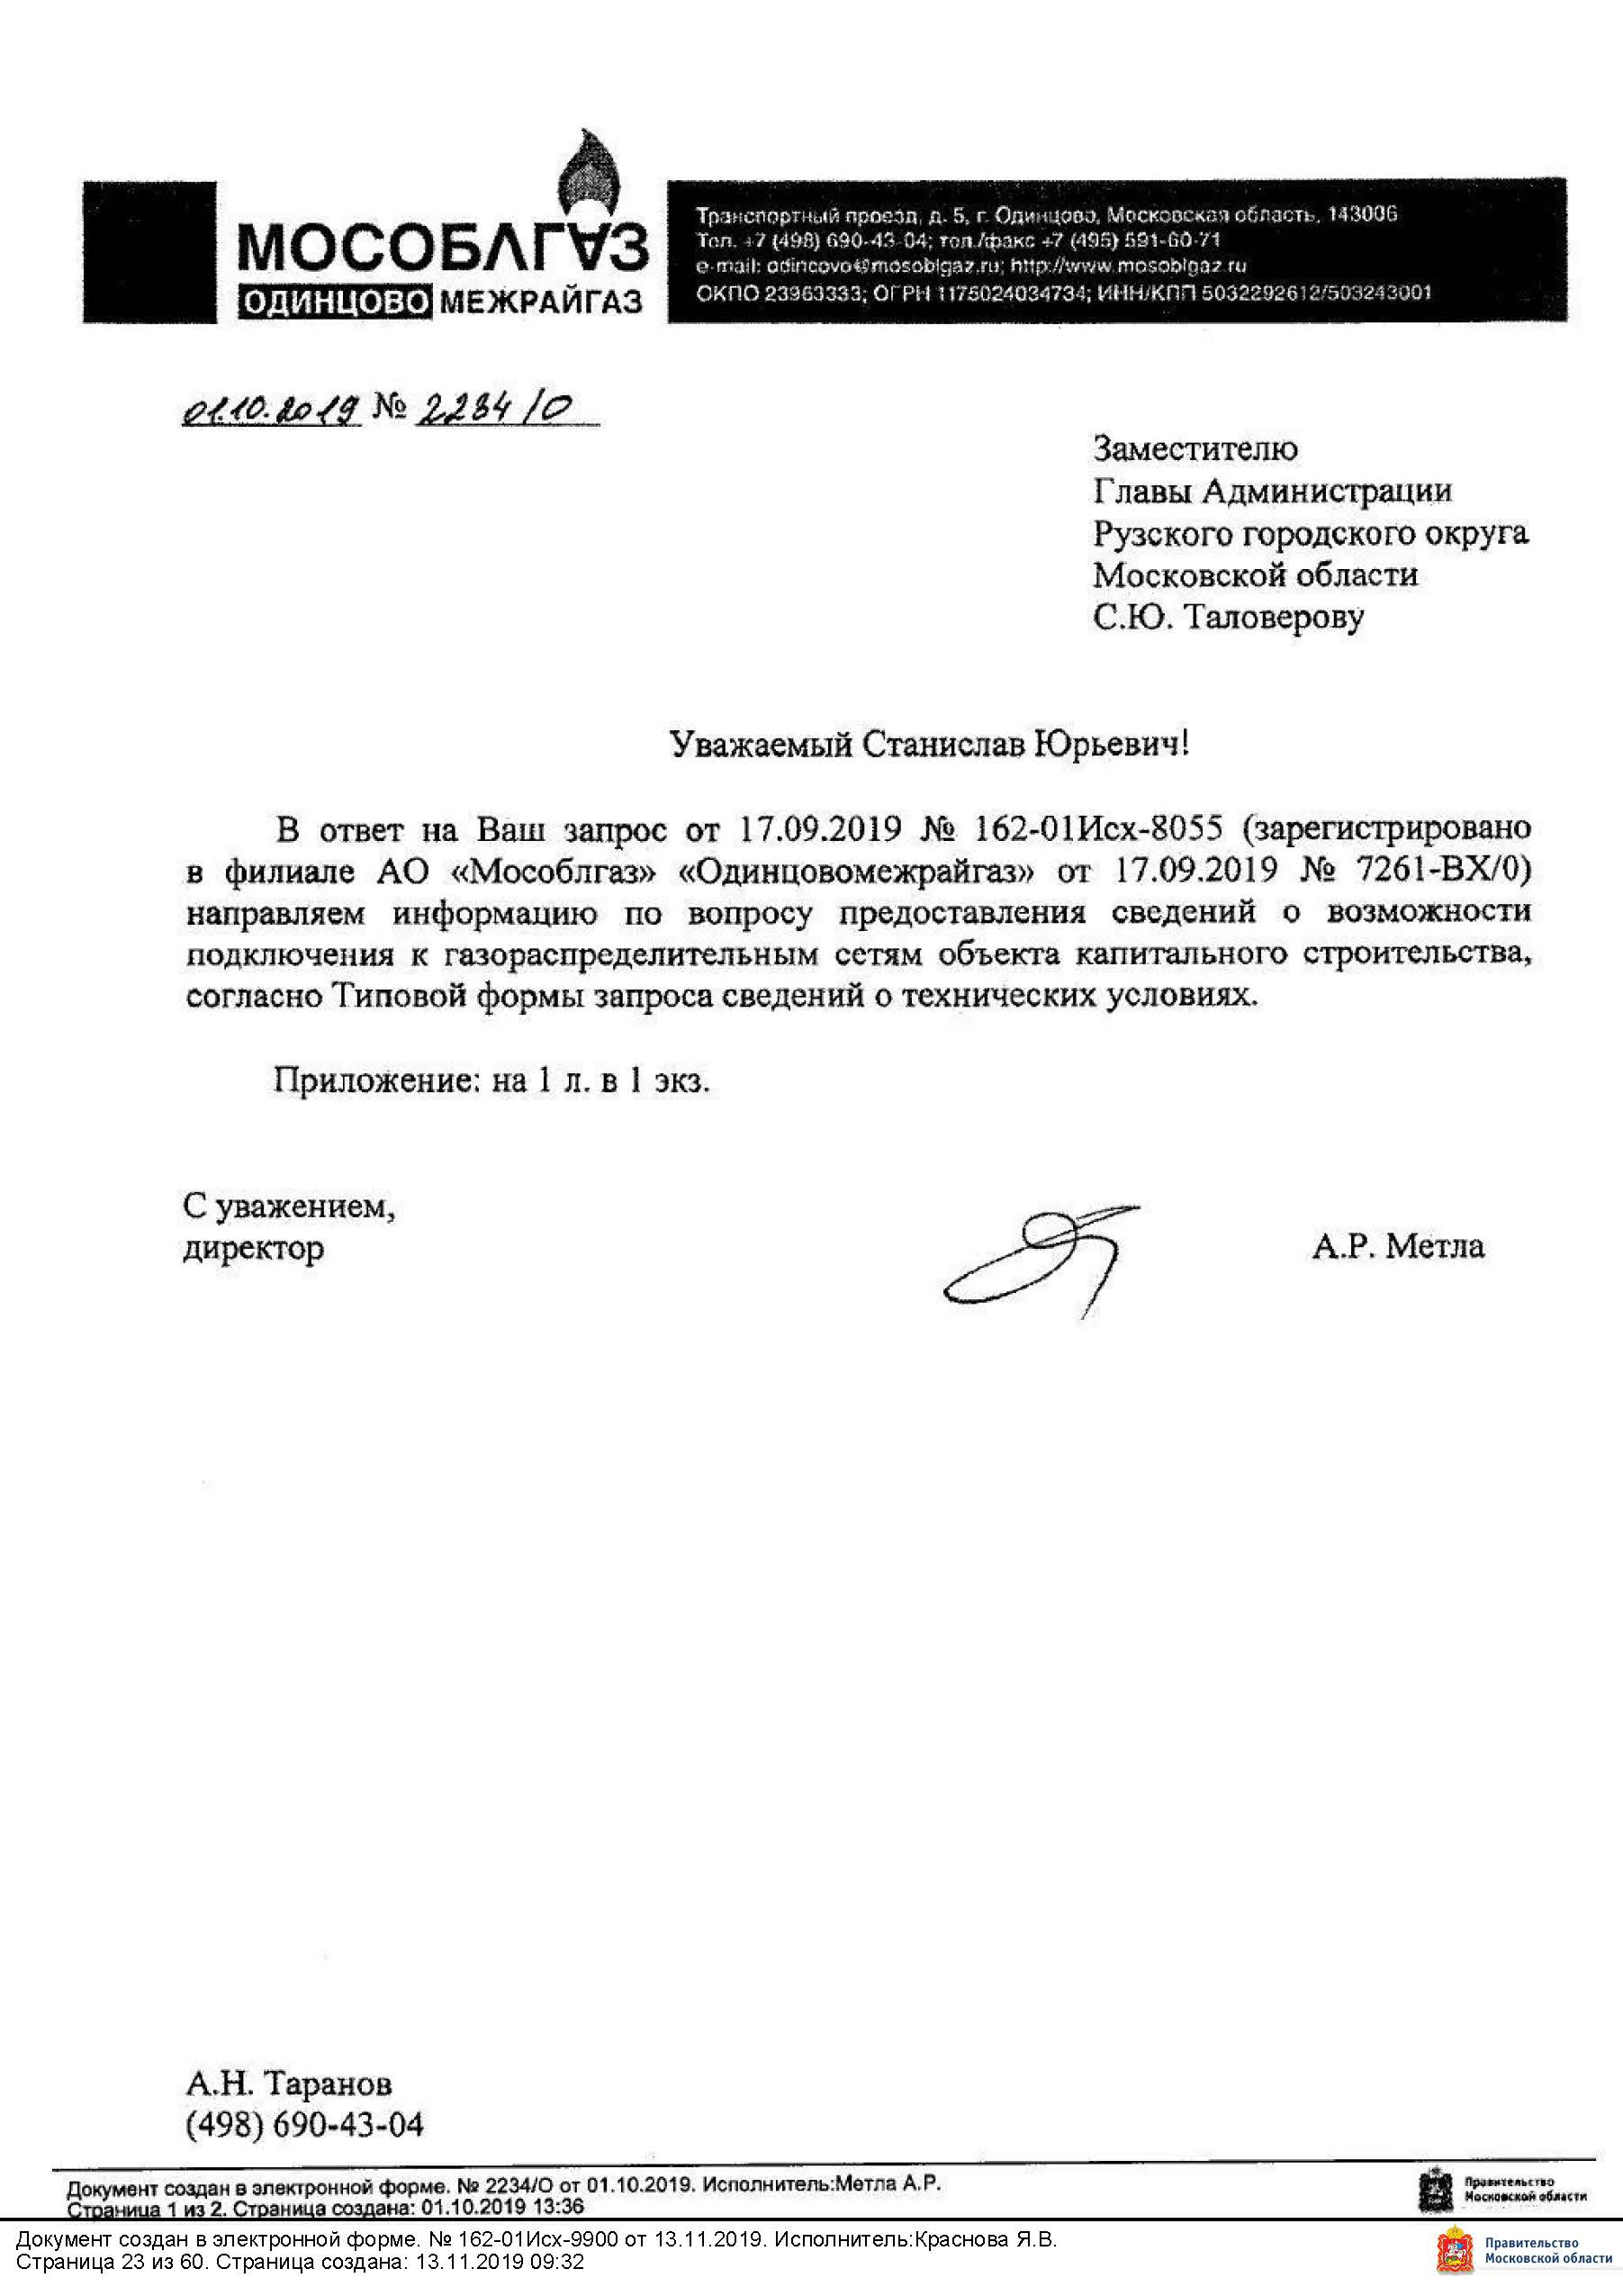 МОСОБЛГАЗ
ОДИНЦОВО МЕЖРАЙГАЗ
Транспортный проезд, д. 5, г. Одинцово, Московская область, 143006
Тел. +7 (498) 690-43-04; тел./факс +7 (495) 591-60-71
e-mail: odincovo@mosoblgaz.ru; http://www.mosoblgaz.ru
ОКПО 23963333; ОГРН 1175024034734; ИНН/КПП 5032292612/503243001
01.10.2019 № 2234/О
Заместителю
Главы Администрации
Рузского городского округа
Московской области
С.Ю. Таловерову
Уважаемый Станислав Юрьевич!
В ответ на Ваш запрос от 17.09.2019 № 162-01Исх-8055 (зарегистрировано
в филиале АО «Мособлгаз» «Одинцовомежрайгаз» от 17.09.2019 № 7261-ВХ/0)
направляем информацию по вопросу предоставления сведений о возможности
подключения к газораспределительным сетям объекта капитального строительства,
согласно Типовой формы запроса сведений о технических условиях.
Приложение: на 1 л. в 1 экз.
С уважением,
директор
А.Р. Метла
А.Н. Таранов
(498) 690-43-04
Документ создан в электронной форме. № 2234/О от 01.10.2019. Исполнитель:Метла А.Р.
Страница 1 из 2. Страница создана: 01.10.2019 13:36
Правительство
Московской области
Документ создан в электронной форме. № 162-01Исх-9900 от 13.11.2019. Исполнитель:Краснова Я.В.
Страница 23 из 60. Страница создана: 13.11.2019 09:32
Правительство
Московской области